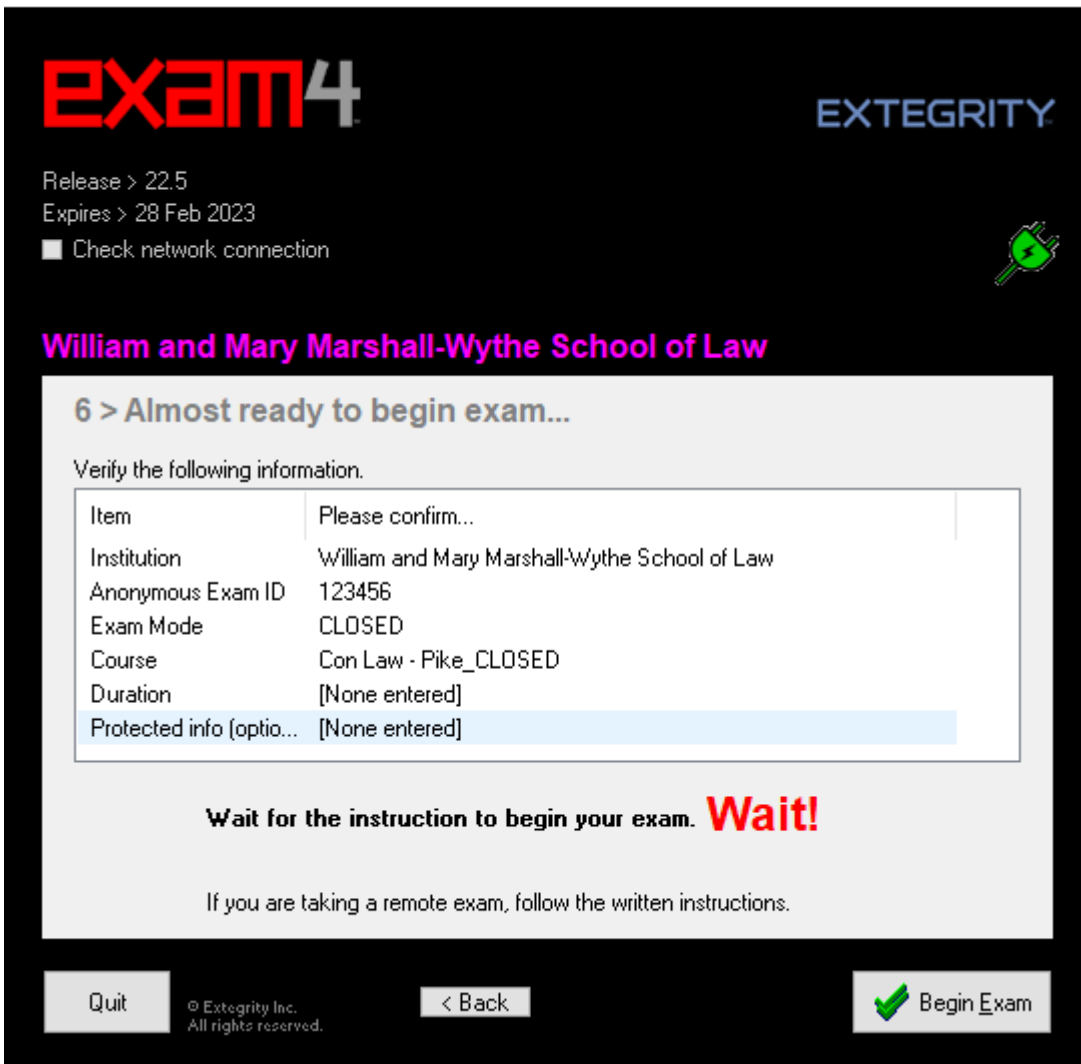 exam4
EXTEGRITY
Release > 22.5
Expires > 28 Feb 2023
Check network connection
William and Mary Marshall-Wythe School of Law
6 > Almost ready to begin exam...
Verify the following information.
Item Please confirm...
Institution William and Mary Marshall-Wythe School of Law
Anonymous Exam ID 123456
Exam Mode CLOSED
Course Con Law - Pike_CLOSED
Duration [None entered]
Protected info (optio... [None entered]
Wait for the instruction to begin your exam. Wait!
If you are taking a remote exam, follow the written instructions.
Quit
© Extegrity Inc.
All rights reserved.
< Back
Begin Exam